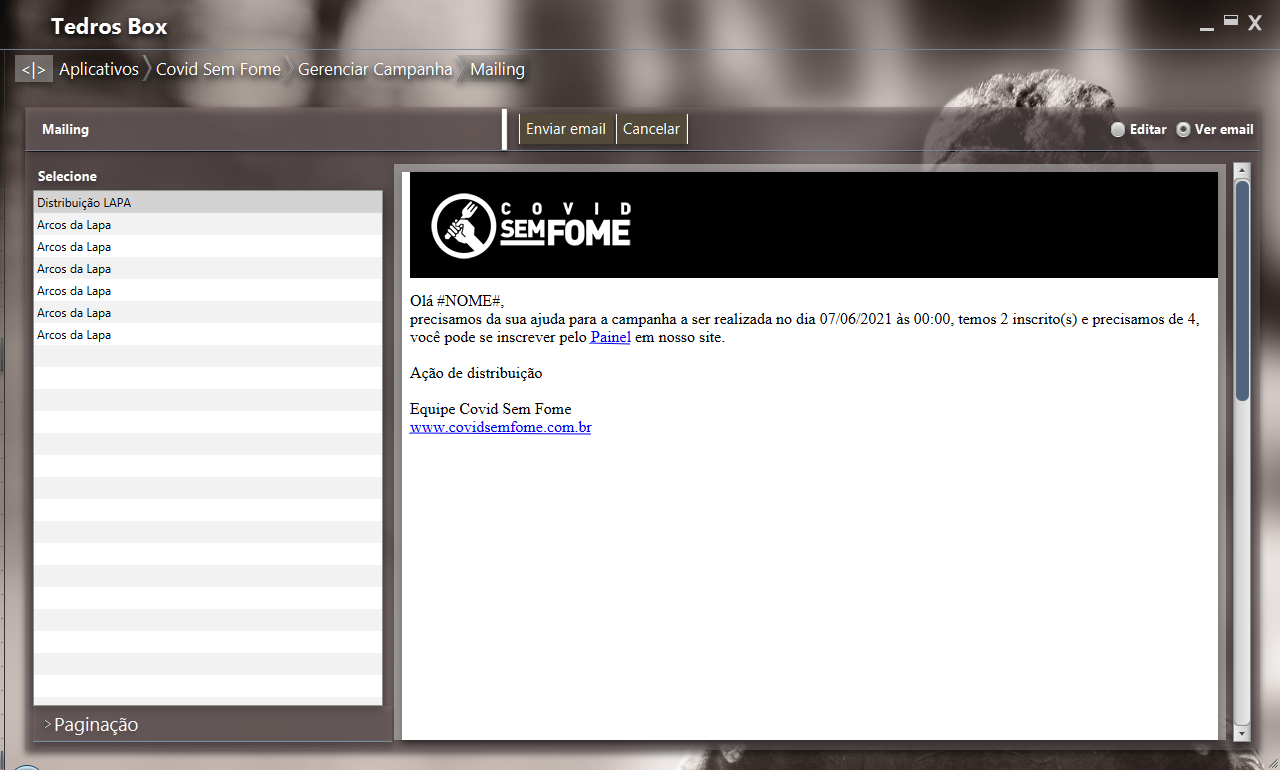 Tedros Box
X
<|> Aplicativos Covid Sem Fome Gerenciar Campanha Mailing
Mailing
Enviar email Cancelar
Editar Ver email
Selecione
Distribuição LAPA
Arcos da Lapa
Arcos da Lapa
Arcos da Lapa
Arcos da Lapa
Arcos da Lapa
Arcos da Lapa
> Paginação
COVID
SEM FOME
Olá #NOME#,
precisamos da sua ajuda para a campanha a ser realizada no dia 07/06/2021 às 00:00, temos 2 inscrito(s) e precisamos de 4,
você pode se inscrever pelo Painel em nosso site.
Ação de distribuição
Equipe Covid Sem Fome
www.covidsemfome.com.br